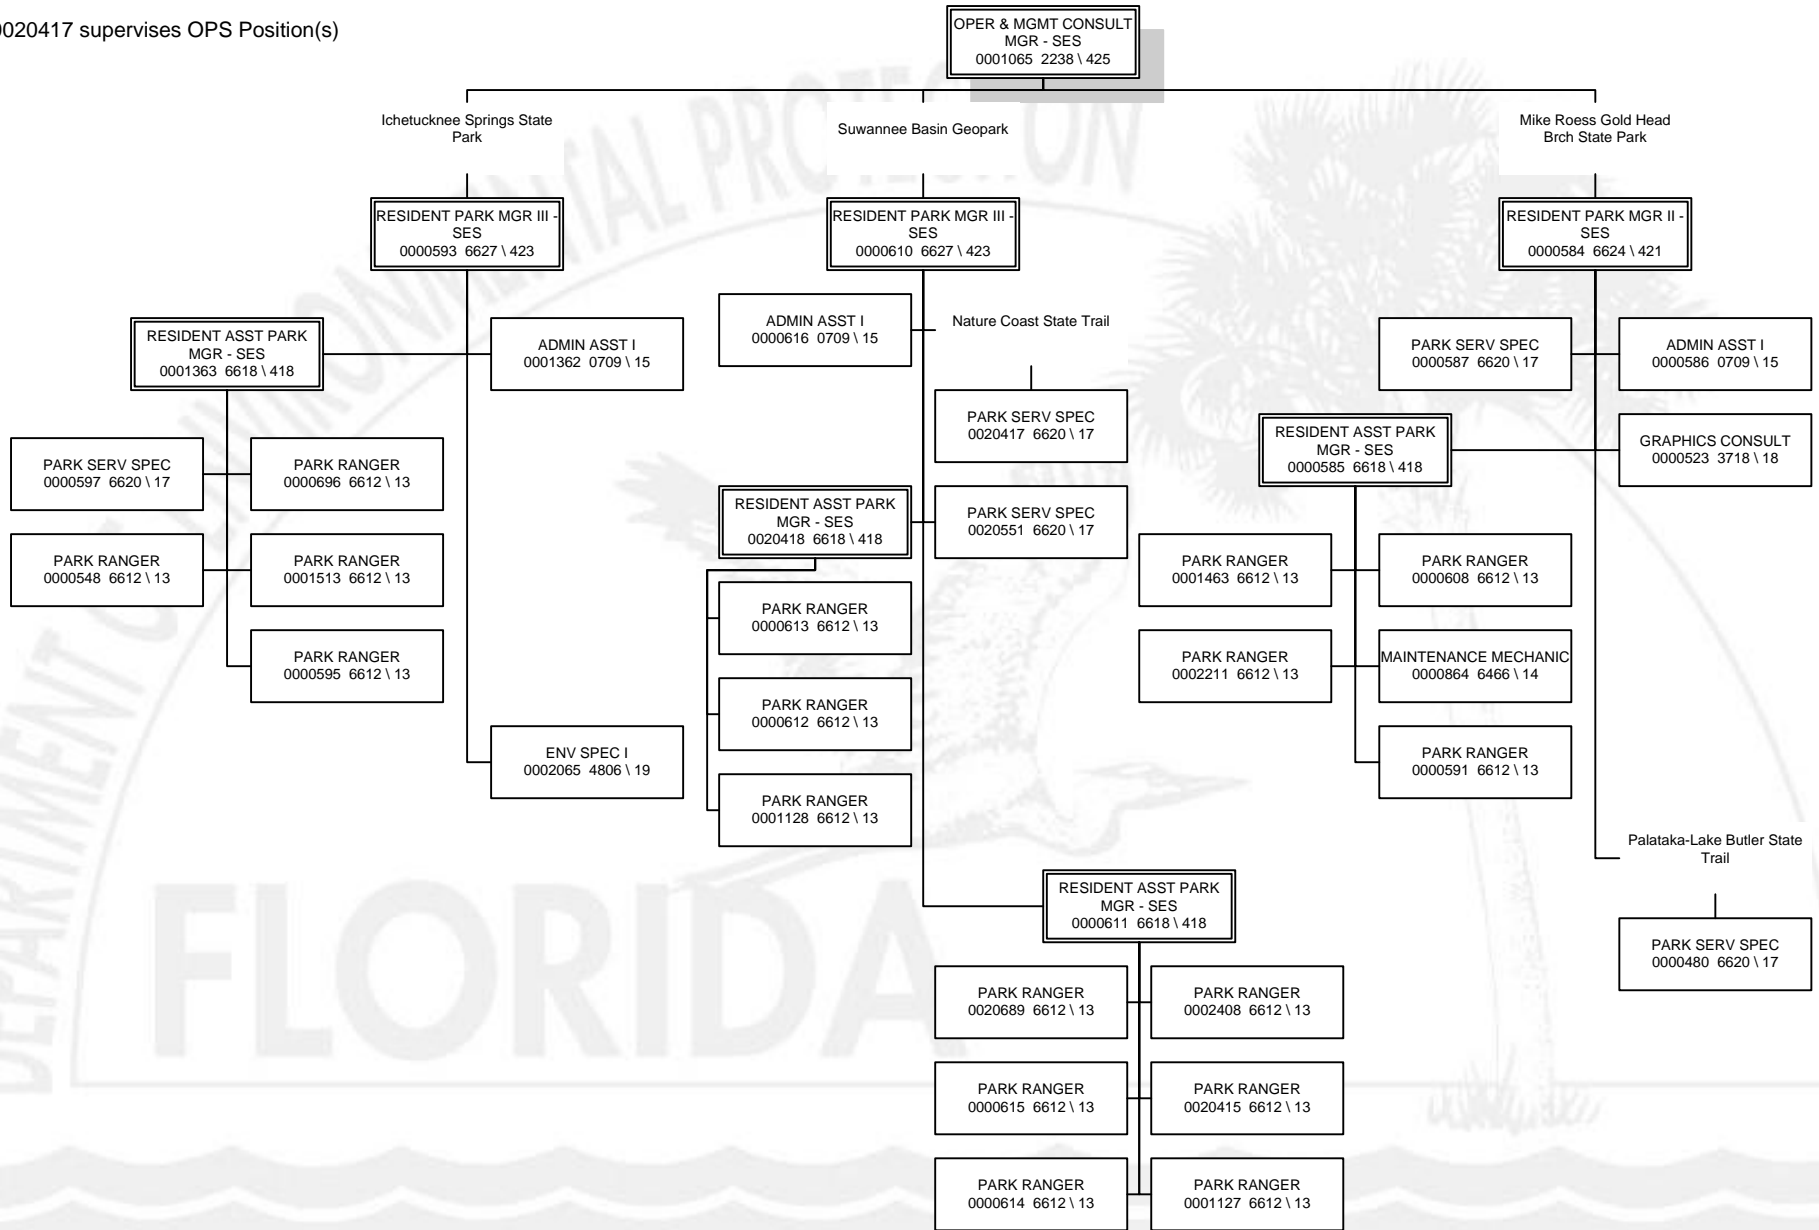 0020417 supervises OPS Position(s)
OPER & MGMT CONSULT
MGR - SES
0001065 2238 \ 425
Ichetucknee Springs State
Park
Suwannee Basin Geopark
Mike Roess Gold Head
Brch State Park
RESIDENT PARK MGR III -
SES
0000593 6627 \ 423
RESIDENT PARK MGR III -
SES
0000610 6627 \ 423
RESIDENT PARK MGR II -
SES
0000584 6624 \ 421
RESIDENT ASST PARK
MGR - SES
0001363 6618 \ 418
ADMIN ASST I
0001362 0709 \ 15
PARK SERV SPEC
0000597 6620 \ 17
PARK RANGER
0000696 6612 \ 13
PARK RANGER
0000548 6612 \ 13
PARK RANGER
0001513 6612 \ 13
PARK RANGER
0000595 6612 \ 13
ENV SPEC I
0002065 4806 \ 19
ADMIN ASST I
0000616 0709 \ 15
Nature Coast State Trail
PARK SERV SPEC
0020417 6620 \ 17
RESIDENT ASST PARK
MGR - SES
0020418 6618 \ 418
PARK SERV SPEC
0020551 6620 \ 17
PARK RANGER
0000613 6612 \ 13
PARK RANGER
0000612 6612 \ 13
PARK RANGER
0001128 6612 \ 13
RESIDENT ASST PARK
MGR - SES
0000611 6618 \ 418
PARK RANGER
0020689 6612 \ 13
PARK RANGER
0002408 6612 \ 13
PARK RANGER
0000615 6612 \ 13
PARK RANGER
0020415 6612 \ 13
PARK RANGER
0000614 6612 \ 13
PARK RANGER
0001127 6612 \ 13
PARK SERV SPEC
0000587 6620 \ 17
ADMIN ASST I
0000586 0709 \ 15
RESIDENT ASST PARK
MGR - SES
0000585 6618 \ 418
GRAPHICS CONSULT
0000523 3718 \ 18
PARK RANGER
0001463 6612 \ 13
PARK RANGER
0000608 6612 \ 13
PARK RANGER
0002211 6612 \ 13
MAINTENANCE MECHANIC
0000864 6466 \ 14
PARK RANGER
0000591 6612 \ 13
Palataka-Lake Butler State
Trail
PARK SERV SPEC
0000480 6620 \ 17
DEPARTMENT OF ENVIRONMENTAL PROTECTION
FLORIDA